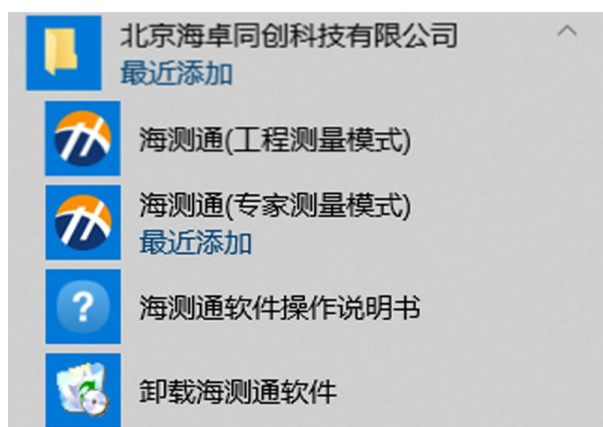 北京海卓同创科技有限公司
最近添加
海测通(工程测量模式)
海测通(专家测量模式)
最近添加
海测通软件操作说明书
卸载海测通软件